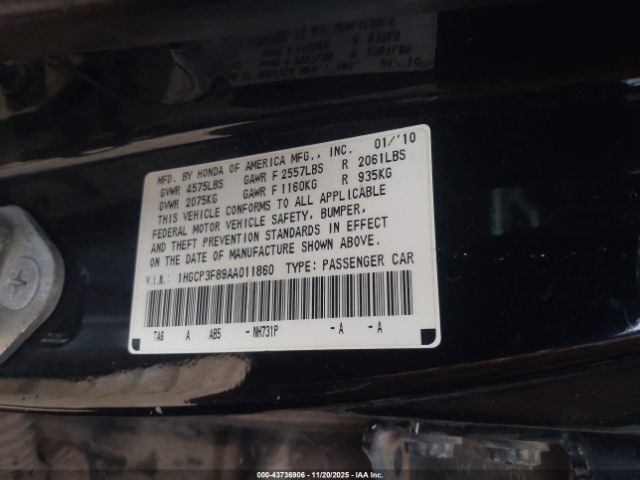 MFD. BY HONDA OF AMERICA MFG., INC. 01/'10
GVWR 4575LBS GAWR F 2557LBS R 2061LBS
GVWR 2075KG GAWR F 1160KG R 935KG
THIS VEHICLE CONFORMS TO ALL APPLICABLE
FEDERAL MOTOR VEHICLE SAFETY, BUMPER,
AND THEFT PREVENTION STANDARDS IN EFFECT
ON THE DATE OF MANUFACTURE SHOWN ABOVE.
V.I.N.: 1HGCP3F89AA011860 TYPE: PASSENGER CAR
TA6 A AB5 -NH731P -A -A
000-43736906 - 11/20/2025 - IAAI.COM